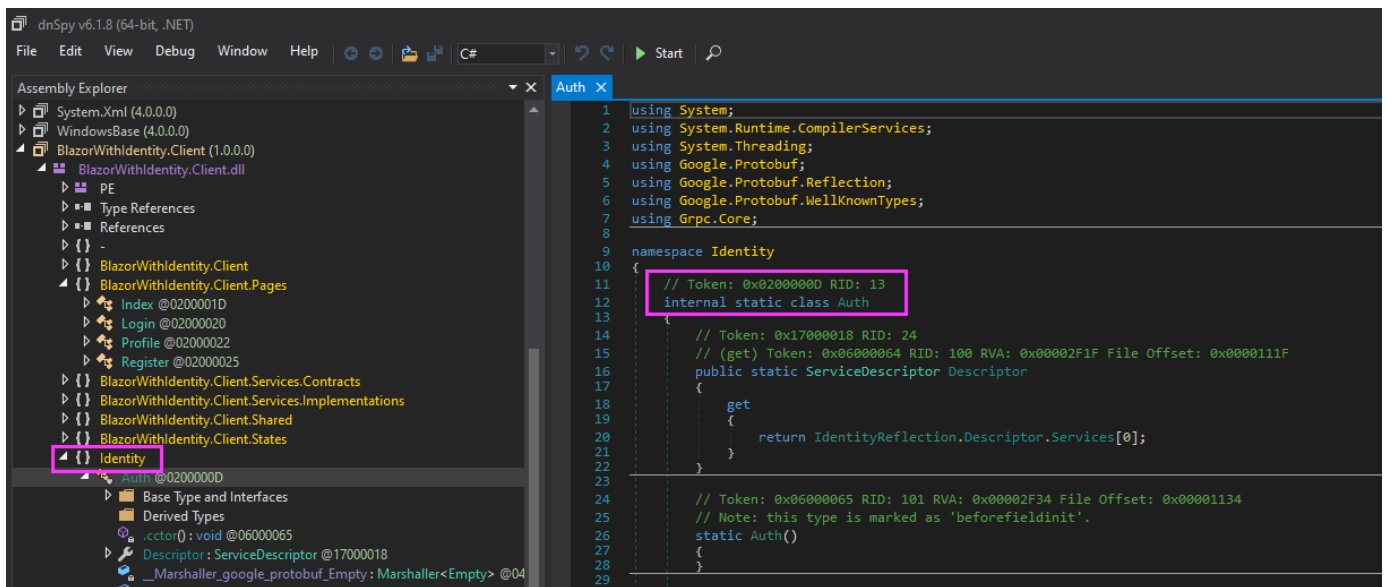 dnSpy v6.1.8 (64-bit, .NET)
File Edit View Debug Window Help C# Start
Assembly Explorer
System.Xml (4.0.0.0)
WindowsBase (4.0.0.0)
BlazorWithIdentity.Client (1.0.0.0)
BlazorWithIdentity.Client.dll
PE
Type References
References
{ } -
{ } BlazorWithIdentity.Client
{ } BlazorWithIdentity.Client.Pages
Index @0200001D
Login @02000020
Profile @02000022
Register @02000025
{ } BlazorWithIdentity.Client.Services.Contracts
{ } BlazorWithIdentity.Client.Services.Implementations
{ } BlazorWithIdentity.Client.Shared
{ } BlazorWithIdentity.Client.States
{ } Identity
Auth @0200000D
Base Type and Interfaces
Derived Types
.cctor() : void @06000065
Descriptor : ServiceDescriptor @17000018
__Marshaller_google_protobuf_Empty : Marshaller<Empty> @04
Auth
1 using System;
2 using System.Runtime.CompilerServices;
3 using System.Threading;
4 using Google.Protobuf;
5 using Google.Protobuf.Reflection;
6 using Google.Protobuf.WellKnownTypes;
7 using Grpc.Core;
8
9 namespace Identity
10 {
11 // Token: 0x0200000D RID: 13
12 internal static class Auth
13 {
14 // Token: 0x17000018 RID: 24
15 // (get) Token: 0x06000064 RID: 100 RVA: 0x00002F1F File Offset: 0x0000111F
16 public static ServiceDescriptor Descriptor
17 {
18 get
19 {
20 return IdentityReflection.Descriptor.Services[0];
21 }
22 }
23
24 // Token: 0x06000065 RID: 101 RVA: 0x00002F34 File Offset: 0x00001134
25 // Note: this type is marked as 'beforefieldinit'.
26 static Auth()
27 {
28 }
29